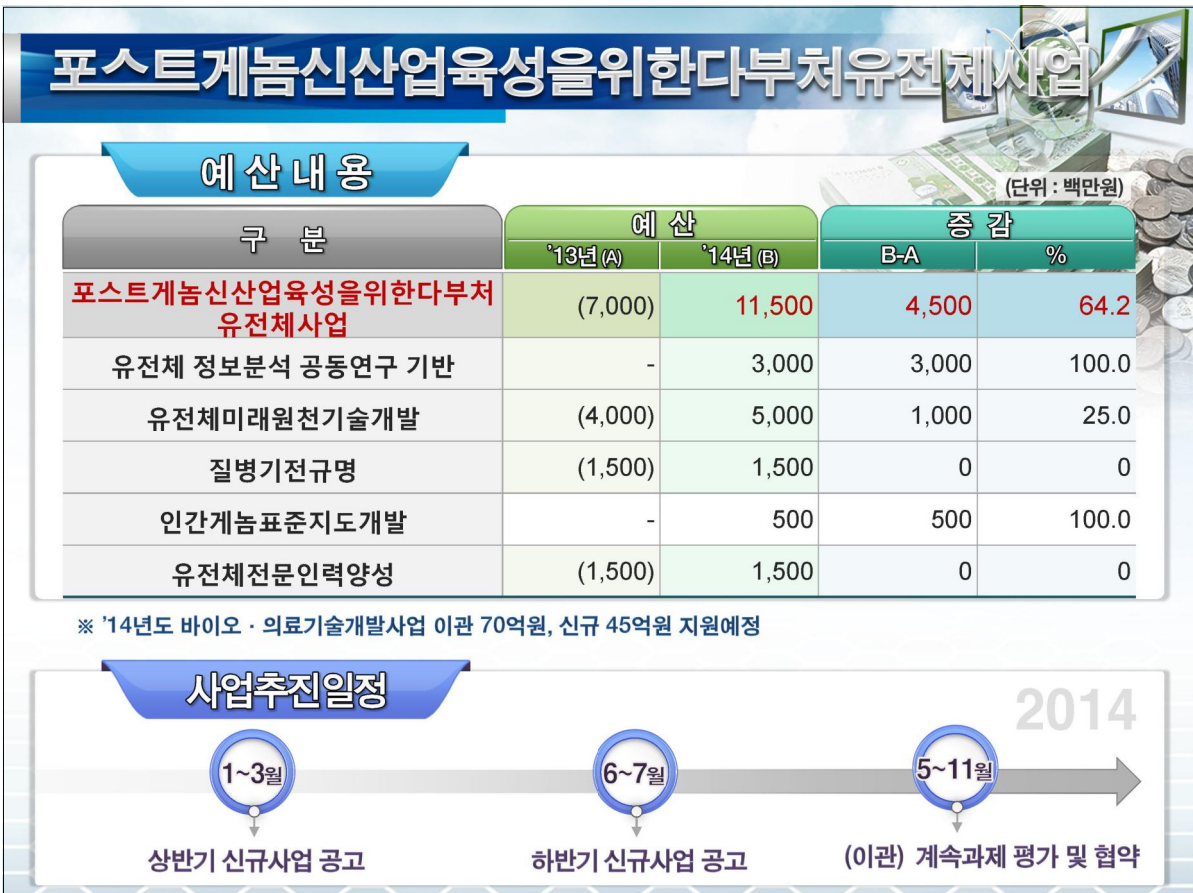 포스트게놈신산업육성을위한다부처유전체사업
예 산 내 용
(단위 : 백만원)
구 분 예 산 증 감
'13년 (A) '14년 (B) B-A %
포스트게놈신산업육성을위한다부처
유전체사업 (7,000) 11,500 4,500 64.2
유전체 정보분석 공동연구 기반 - 3,000 3,000 100.0
유전체미래원천기술개발 (4,000) 5,000 1,000 25.0
질병기전규명 (1,500) 1,500 0 0
인간게놈표준지도개발 - 500 500 100.0
유전체전문인력양성 (1,500) 1,500 0 0
※ '14년도 바이오 · 의료기술개발사업 이관 70억원, 신규 45억원 지원예정
사업추진일정
2014
1~3월 6~7월 5~11월
상반기 신규사업 공고 하반기 신규사업 공고 (이관) 계속과제 평가 및 협약